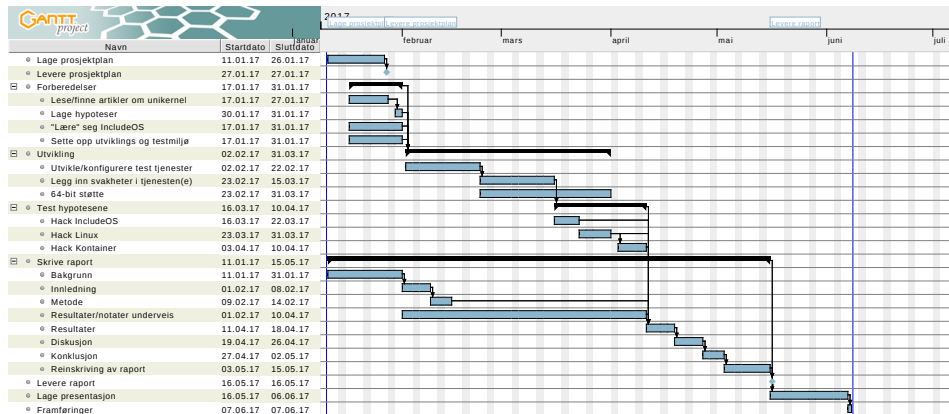 GANTT project
2017
Lage prosjektpl Levere prosjektplan Levere raport
januar februar mars april mai juni juli
Navn Startdato Sluttdato
Lage prosjektplan 11.01.17 26.01.17
Levere prosjektplan 27.01.17 27.01.17
Forberedelser 17.01.17 31.01.17
Lese/finne artikler om unikernel 17.01.17 27.01.17
Lage hypoteser 30.01.17 31.01.17
"Lære" seg IncludeOS 17.01.17 31.01.17
Sette opp utviklings og testmiljø 17.01.17 31.01.17
Utvikling 02.02.17 31.03.17
Utvikle/konfigurere test tjenester 02.02.17 22.02.17
Legg inn svakheter i tjenesten(e) 23.02.17 15.03.17
64-bit støtte 23.02.17 31.03.17
Test hypotesene 16.03.17 10.04.17
Hack IncludeOS 16.03.17 22.03.17
Hack Linux 23.03.17 31.03.17
Hack Kontainer 03.04.17 10.04.17
Skrive raport 11.01.17 15.05.17
Bakgrunn 11.01.17 31.01.17
Innledning 01.02.17 08.02.17
Metode 09.02.17 14.02.17
Resultater/notater underveis 01.02.17 10.04.17
Resultater 11.04.17 18.04.17
Diskusjon 19.04.17 26.04.17
Konklusjon 27.04.17 02.05.17
Reinskriving av raport 03.05.17 15.05.17
Levere raport 16.05.17 16.05.17
Lage presentasjon 16.05.17 06.06.17
Framføringer 07.06.17 07.06.17